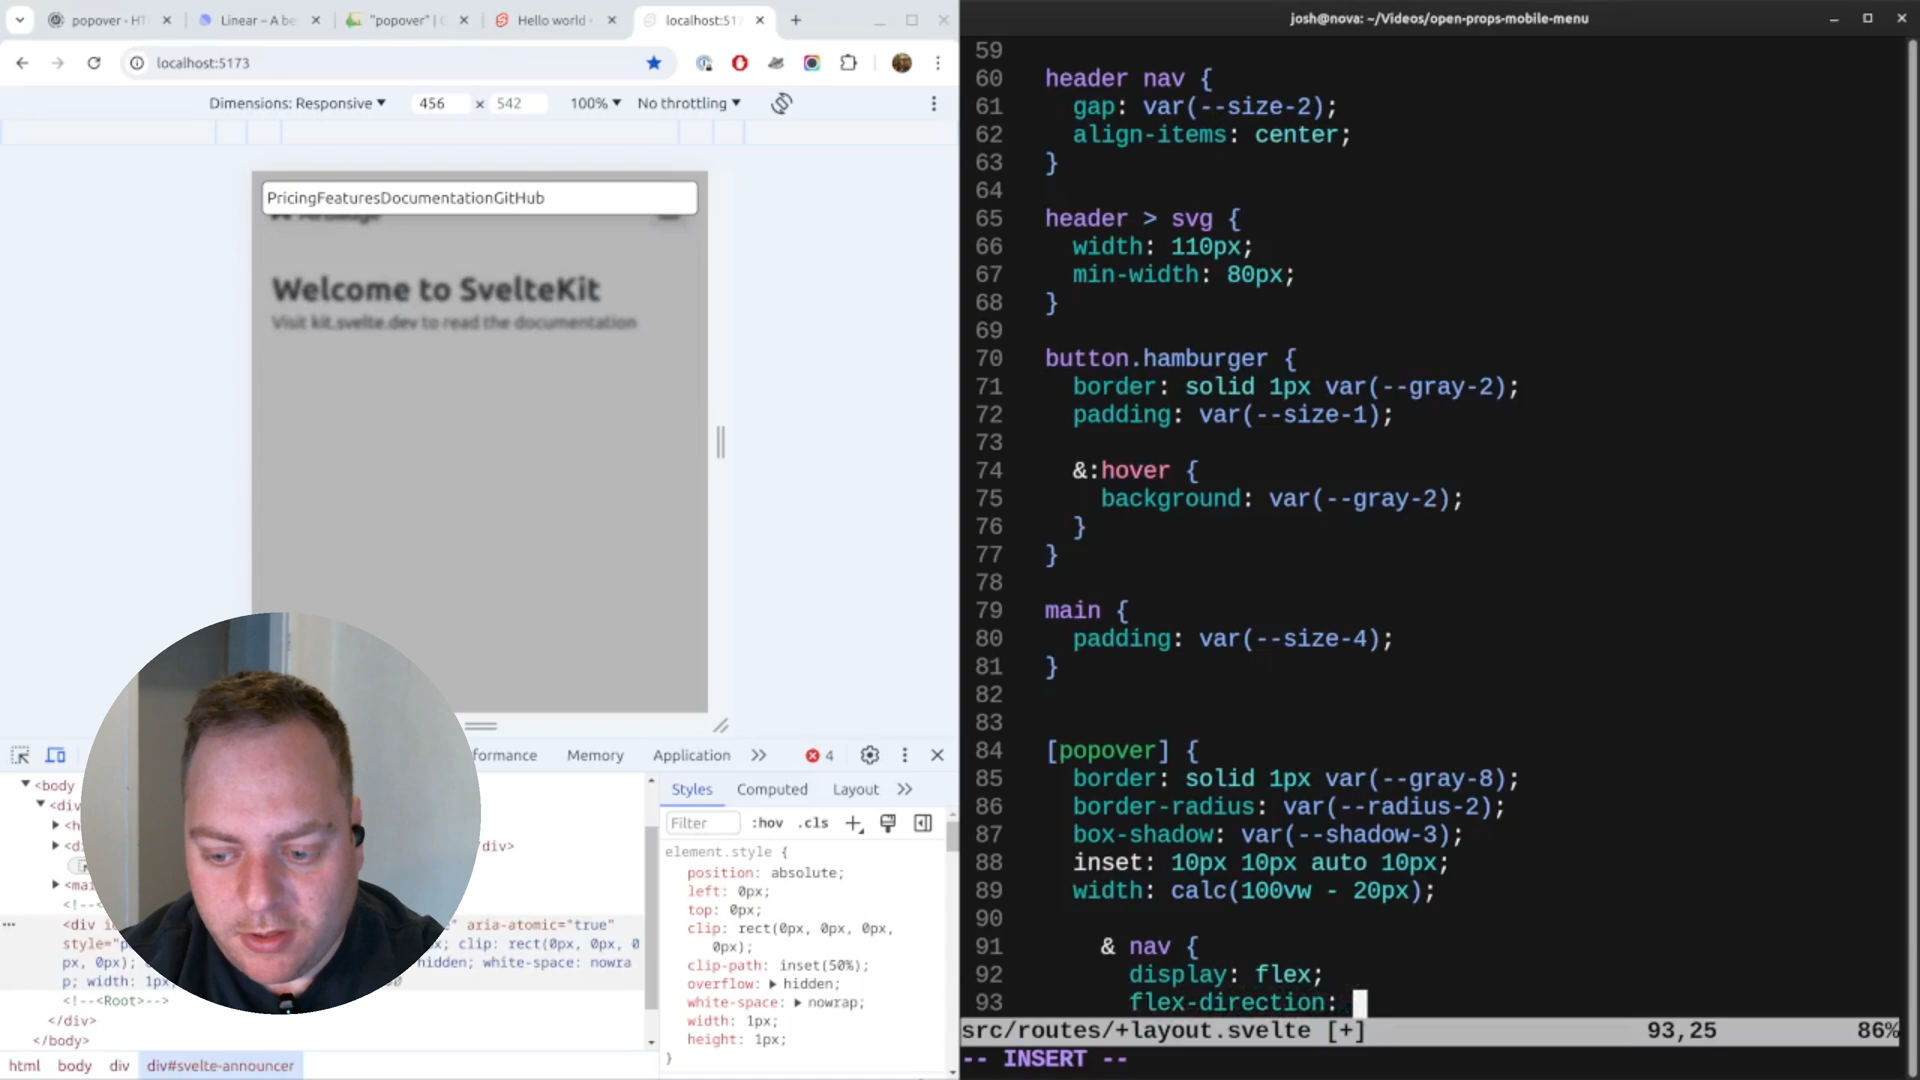 popover - HT
Linear – A be
"popover" | C
Hello world
localhost:517
localhost:5173
Dimensions: Responsive
456 × 542
100%
No throttling
PricingFeaturesDocumentationGitHub
Welcome to SvelteKit
Visit kit.svelte.dev to read the documentation
formance
Memory
Application
4
<body
<div
<h
<d
/div>
<mai
<!--<
<div i
e" aria-atomic="true"
style="p
x; clip: rect(0px, 0px, 0
px, 0px);
hidden; white-space: nowra
p; width: 1px
<!--<Root>-->
</div>
</body>
html
body
div
div#svelte-announcer
Styles
Computed
Layout
Filter
:hov
.cls
element.style {
position: absolute;
left: 0px;
top: 0px;
clip: rect(0px, 0px, 0px,
0px);
clip-path: inset(50%);
overflow: hidden;
white-space: nowrap;
width: 1px;
height: 1px;
}
josh@nova: ~/Videos/open-props-mobile-menu
59
60 header nav {
61 gap: var(--size-2);
62 align-items: center;
63 }
64
65 header > svg {
66 width: 110px;
67 min-width: 80px;
68 }
69
70 button.hamburger {
71 border: solid 1px var(--gray-2);
72 padding: var(--size-1);
73
74 &:hover {
75 background: var(--gray-2);
76 }
77 }
78
79 main {
80 padding: var(--size-4);
81 }
82
83
84 [popover] {
85 border: solid 1px var(--gray-8);
86 border-radius: var(--radius-2);
87 box-shadow: var(--shadow-3);
88 inset: 10px 10px auto 10px;
89 width: calc(100vw - 20px);
90
91 & nav {
92 display: flex;
93 flex-direction:
src/routes/+layout.svelte [+]
93,25
86%
-- INSERT --